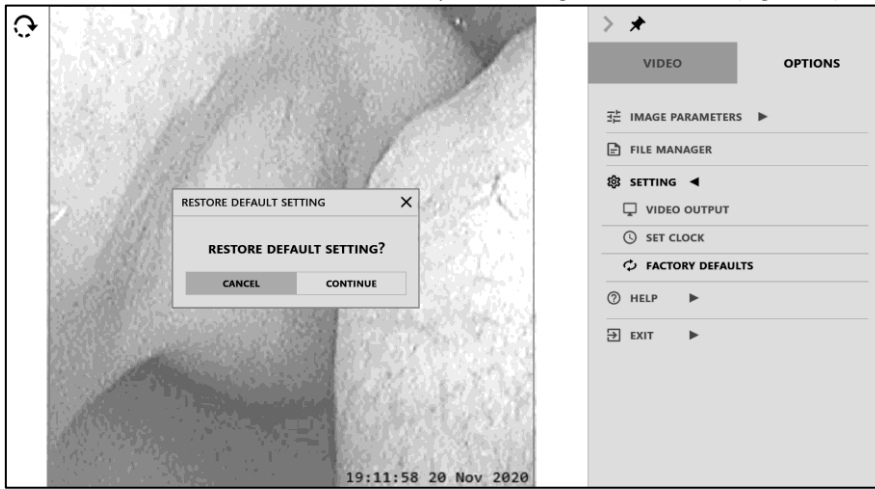 VIDEO
OPTIONS
IMAGE PARAMETERS
FILE MANAGER
SETTING
VIDEO OUTPUT
SET CLOCK
FACTORY DEFAULTS
HELP
EXIT
RESTORE DEFAULT SETTING
RESTORE DEFAULT SETTING?
CANCEL
CONTINUE
19:11:58 20 Nov 2020